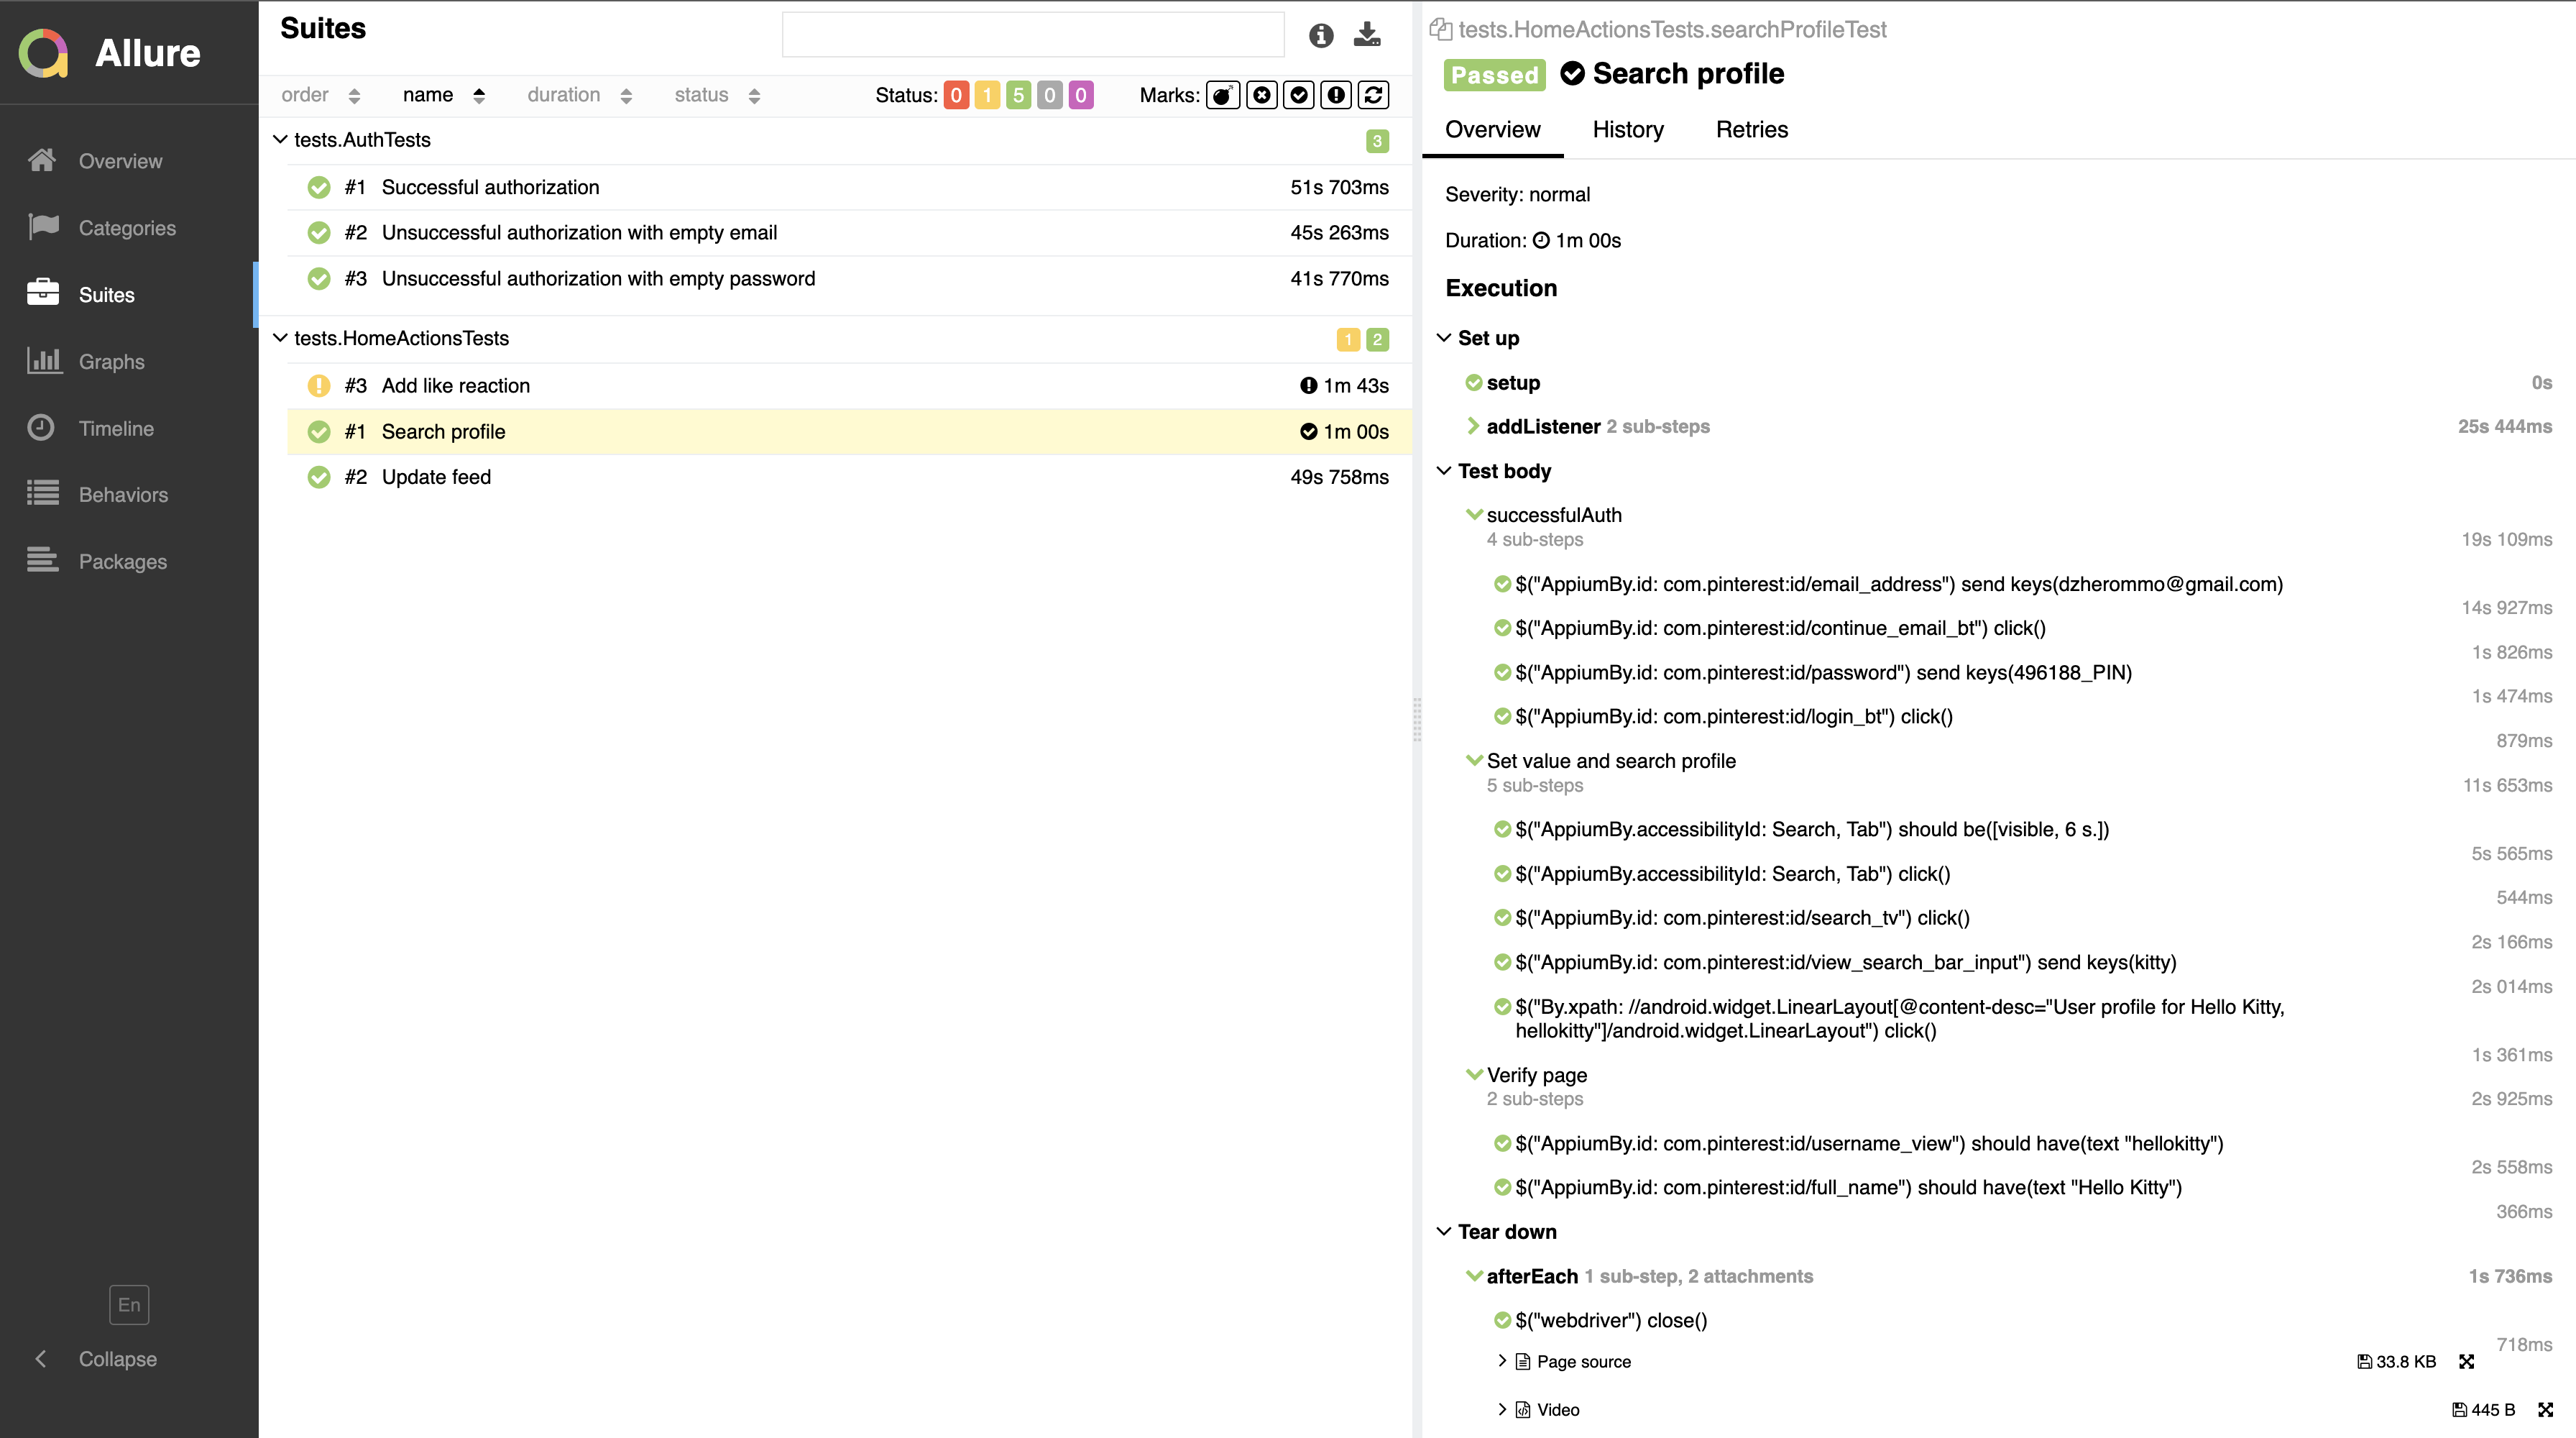 Allure
Overview
Categories
Suites
Graphs
Timeline
Behaviors
Packages
En
Collapse
Suites
order name duration status Status: 0 1 5 0 0 Marks:
tests.AuthTests 3
#1 Successful authorization 51s 703ms
#2 Unsuccessful authorization with empty email 45s 263ms
#3 Unsuccessful authorization with empty password 41s 770ms
tests.HomeActionsTests 1 2
#3 Add like reaction 1m 43s
#1 Search profile 1m 00s
#2 Update feed 49s 758ms
tests.HomeActionsTests.searchProfileTest
Passed Search profile
Overview History Retries
Severity: normal
Duration: 1m 00s
Execution
Set up
setup 0s
addListener 2 sub-steps 25s 444ms
Test body
successfulAuth
4 sub-steps 19s 109ms
$("AppiumBy.id: com.pinterest:id/email_address") send keys(dzherommo@gmail.com)
14s 927ms
$("AppiumBy.id: com.pinterest:id/continue_email_bt") click()
1s 826ms
$("AppiumBy.id: com.pinterest:id/password") send keys(496188_PIN)
1s 474ms
$("AppiumBy.id: com.pinterest:id/login_bt") click()
879ms
Set value and search profile
5 sub-steps 11s 653ms
$("AppiumBy.accessibilityId: Search, Tab") should be([visible, 6 s.])
5s 565ms
$("AppiumBy.accessibilityId: Search, Tab") click()
544ms
$("AppiumBy.id: com.pinterest:id/search_tv") click()
2s 166ms
$("AppiumBy.id: com.pinterest:id/view_search_bar_input") send keys(kitty)
2s 014ms
$("By.xpath: //android.widget.LinearLayout[@content-desc="User profile for Hello Kitty,
hellokitty"]/android.widget.LinearLayout") click()
1s 361ms
Verify page
2 sub-steps 2s 925ms
$("AppiumBy.id: com.pinterest:id/username_view") should have(text "hellokitty")
2s 558ms
$("AppiumBy.id: com.pinterest:id/full_name") should have(text "Hello Kitty")
366ms
Tear down
afterEach 1 sub-step, 2 attachments 1s 736ms
$("webdriver") close()
718ms
Page source 33.8 KB
Video 445 B